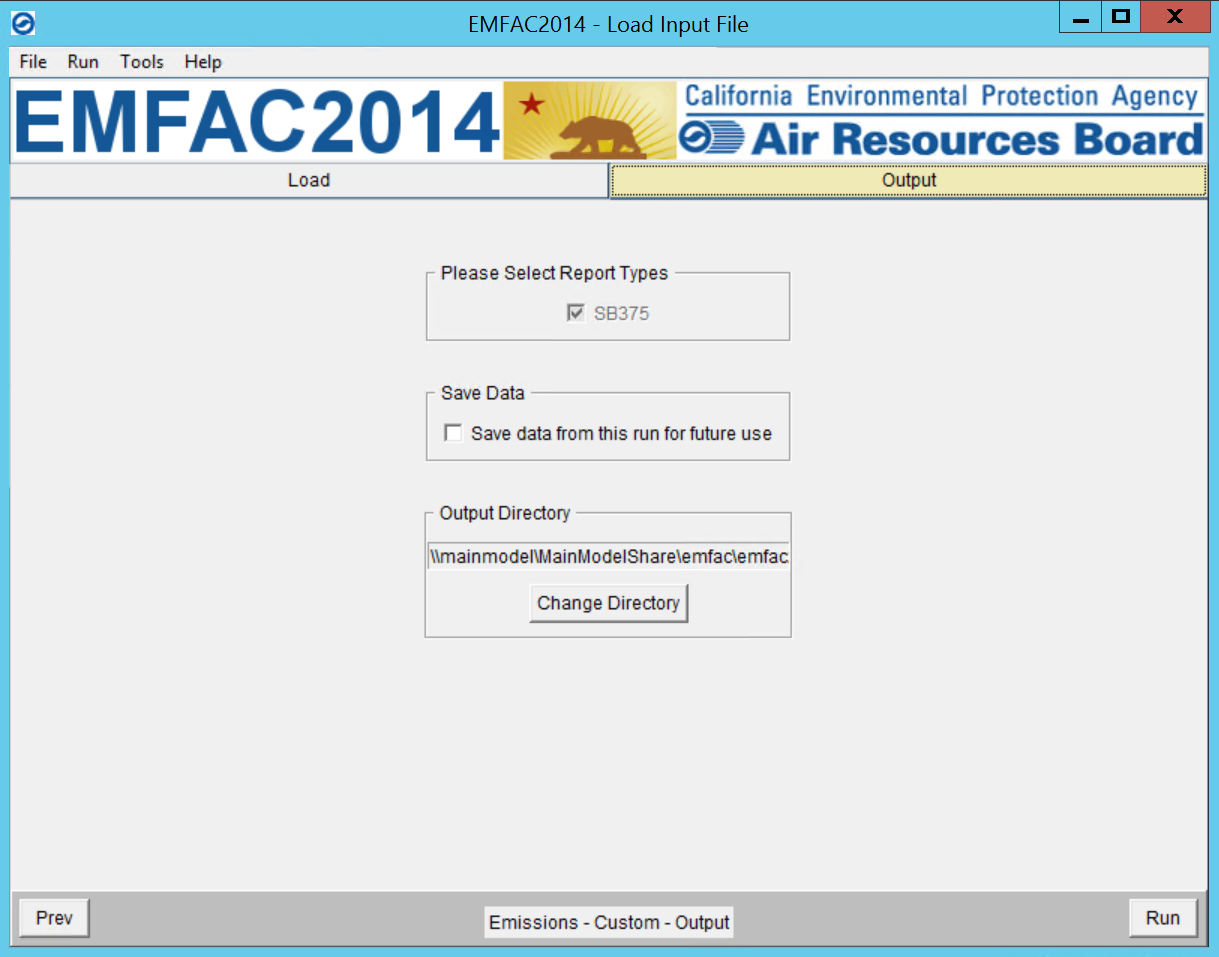 EMFAC2014 - Load Input File
File Run Tools Help
EMFAC2014
California Environmental Protection Agency
Air Resources Board
Load
Output
Please Select Report Types
SB375
Save Data
Save data from this run for future use
Output Directory
\\mainmodel\MainModelShare\emfac\emfac
Change Directory
Prev
Emissions - Custom - Output
Run